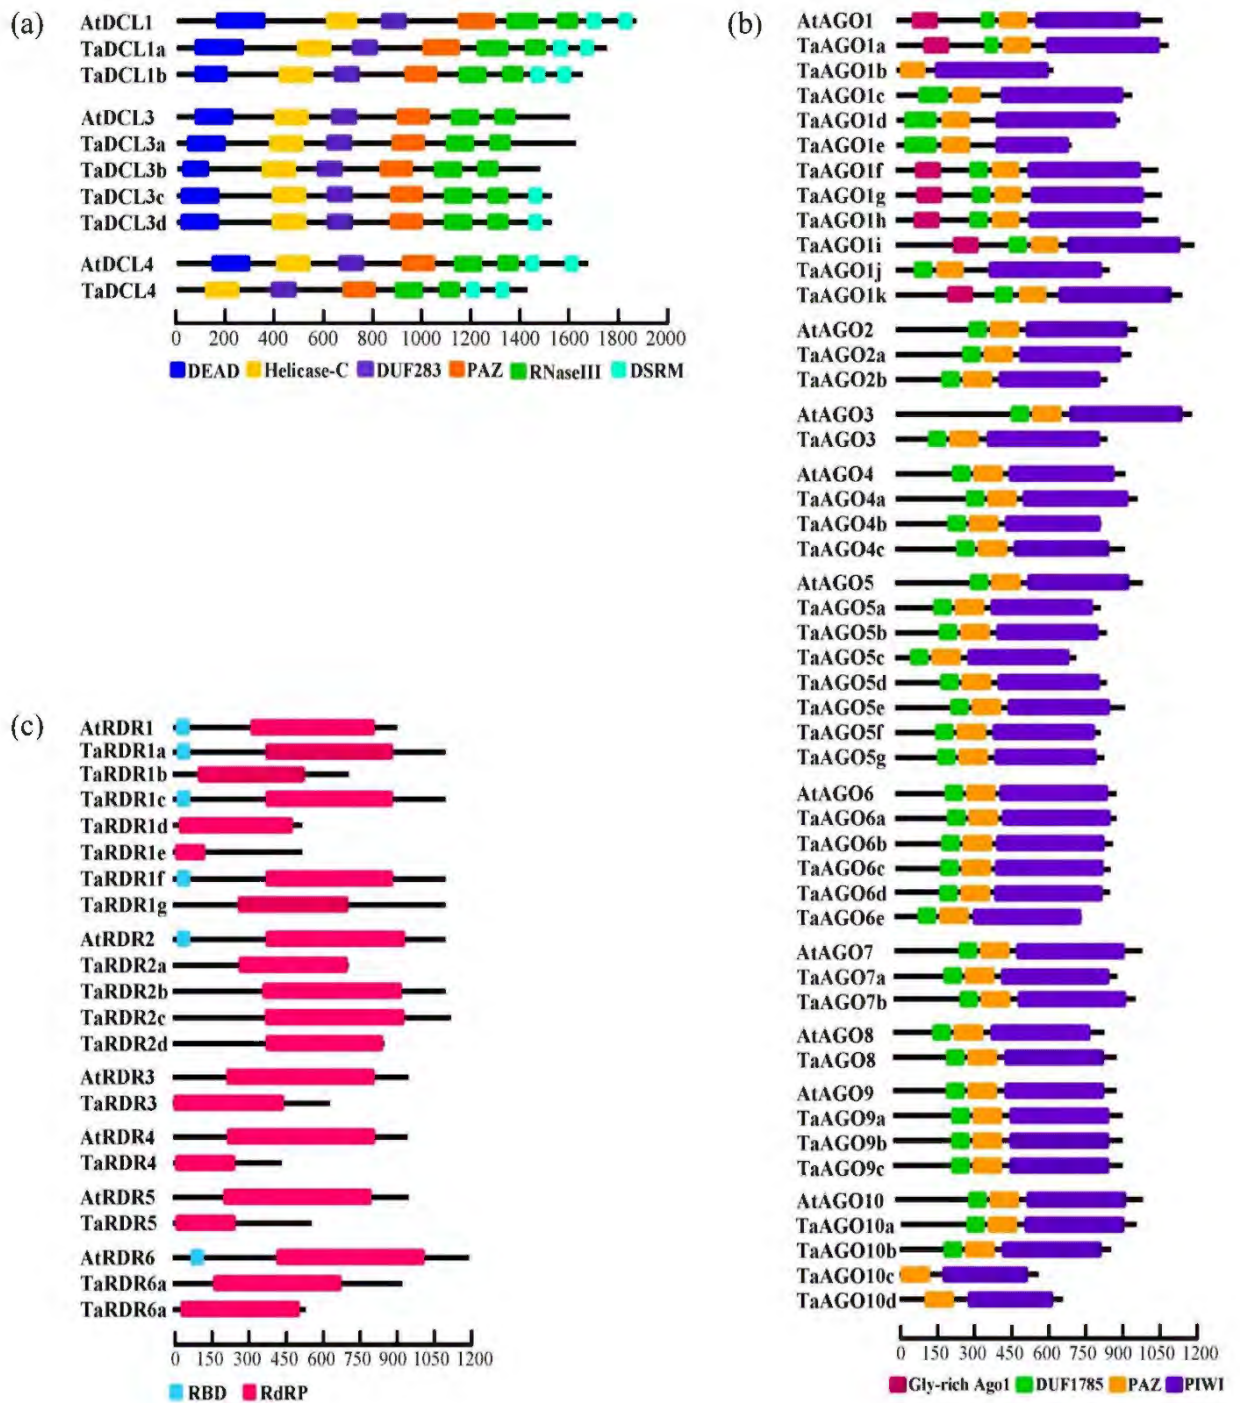 (a)
AtDCL1
TaDCL1a
TaDCL1b
AtDCL3
TaDCL3a
TaDCL3b
TaDCL3c
TaDCL3d
AtDCL4
TaDCL4
0 200 400 600 800 1000 1200 1400 1600 1800 2000
DEAD Helicase-C DUF283 PAZ RNaseIII DSRM
(b)
AtAGO1
TaAGO1a
TaAGO1b
TaAGO1c
TaAGO1d
TaAGO1e
TaAGO1f
TaAGO1g
TaAGO1h
TaAGO1i
TaAGO1j
TaAGO1k
AtAGO2
TaAGO2a
TaAGO2b
AtAGO3
TaAGO3
AtAGO4
TaAGO4a
TaAGO4b
TaAGO4c
AtAGO5
TaAGO5a
TaAGO5b
TaAGO5c
TaAGO5d
TaAGO5e
TaAGO5f
TaAGO5g
AtAGO6
TaAGO6a
TaAGO6b
TaAGO6c
TaAGO6d
TaAGO6e
AtAGO7
TaAGO7a
TaAGO7b
AtAGO8
TaAGO8
AtAGO9
TaAGO9a
TaAGO9b
TaAGO9c
AtAGO10
TaAGO10a
TaAGO10b
TaAGO10c
TaAGO10d
0 150 300 450 600 750 900 1050 1200
Gly-rich Ago1 DUF1785 PAZ PIWI
(c)
AtRDR1
TaRDR1a
TaRDR1b
TaRDR1c
TaRDR1d
TaRDR1e
TaRDR1f
TaRDR1g
AtRDR2
TaRDR2a
TaRDR2b
TaRDR2c
TaRDR2d
AtRDR3
TaRDR3
AtRDR4
TaRDR4
AtRDR5
TaRDR5
AtRDR6
TaRDR6a
TaRDR6a
0 150 300 450 600 750 900 1050 1200
RBD RdRP